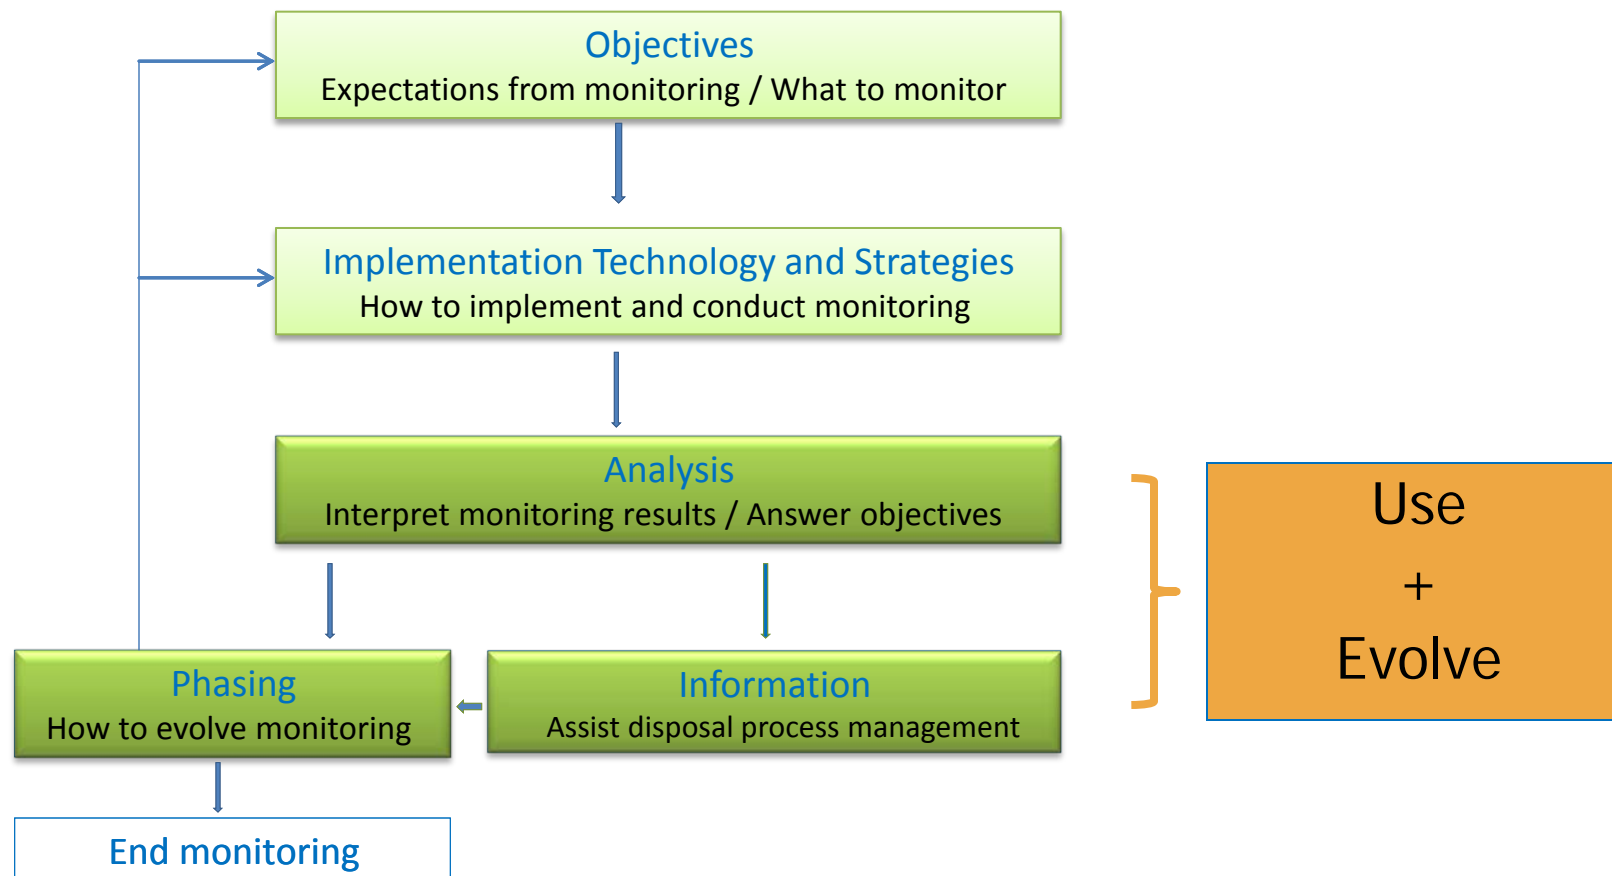 Objectives
Expectations from monitoring / What to monitor
Implementation Technology and Strategies
How to implement and conduct monitoring
Analysis
Interpret monitoring results / Answer objectives
Use
+
Evolve
Phasing
How to evolve monitoring
Information
Assist disposal process management
End monitoring